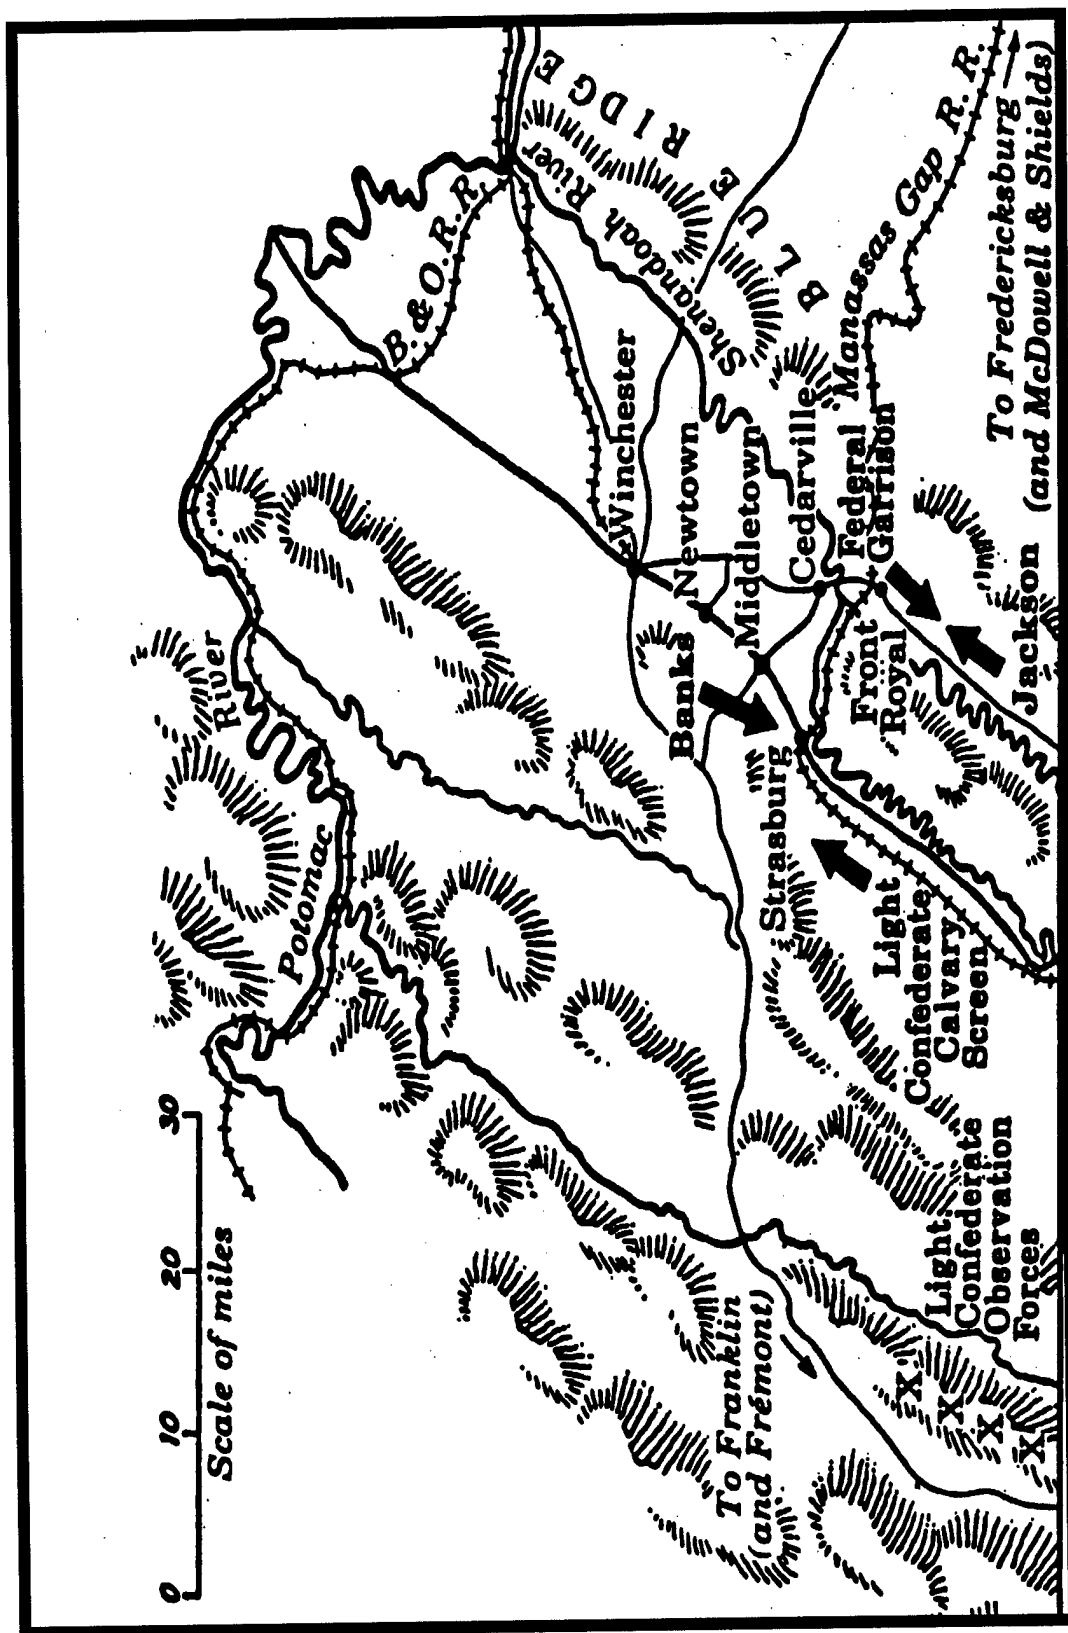 0 10 20 30
Scale of miles
Potomac
River
B. & O. R. R.
Shenandoah River
BLUE RIDGE
Winchester
Newtown
Middletown
Cedarville
Federal
Garrison
Manassas Gap R. R.
Banks
Front
Royal
Strasburg
Jackson
To Fredericksburg
(and McDowell & Shields)
Light
Confederate
Calvary
Screen
Light
Confederate
Observation
Forces
X
X
X
X
To Franklin
(and Frémont)